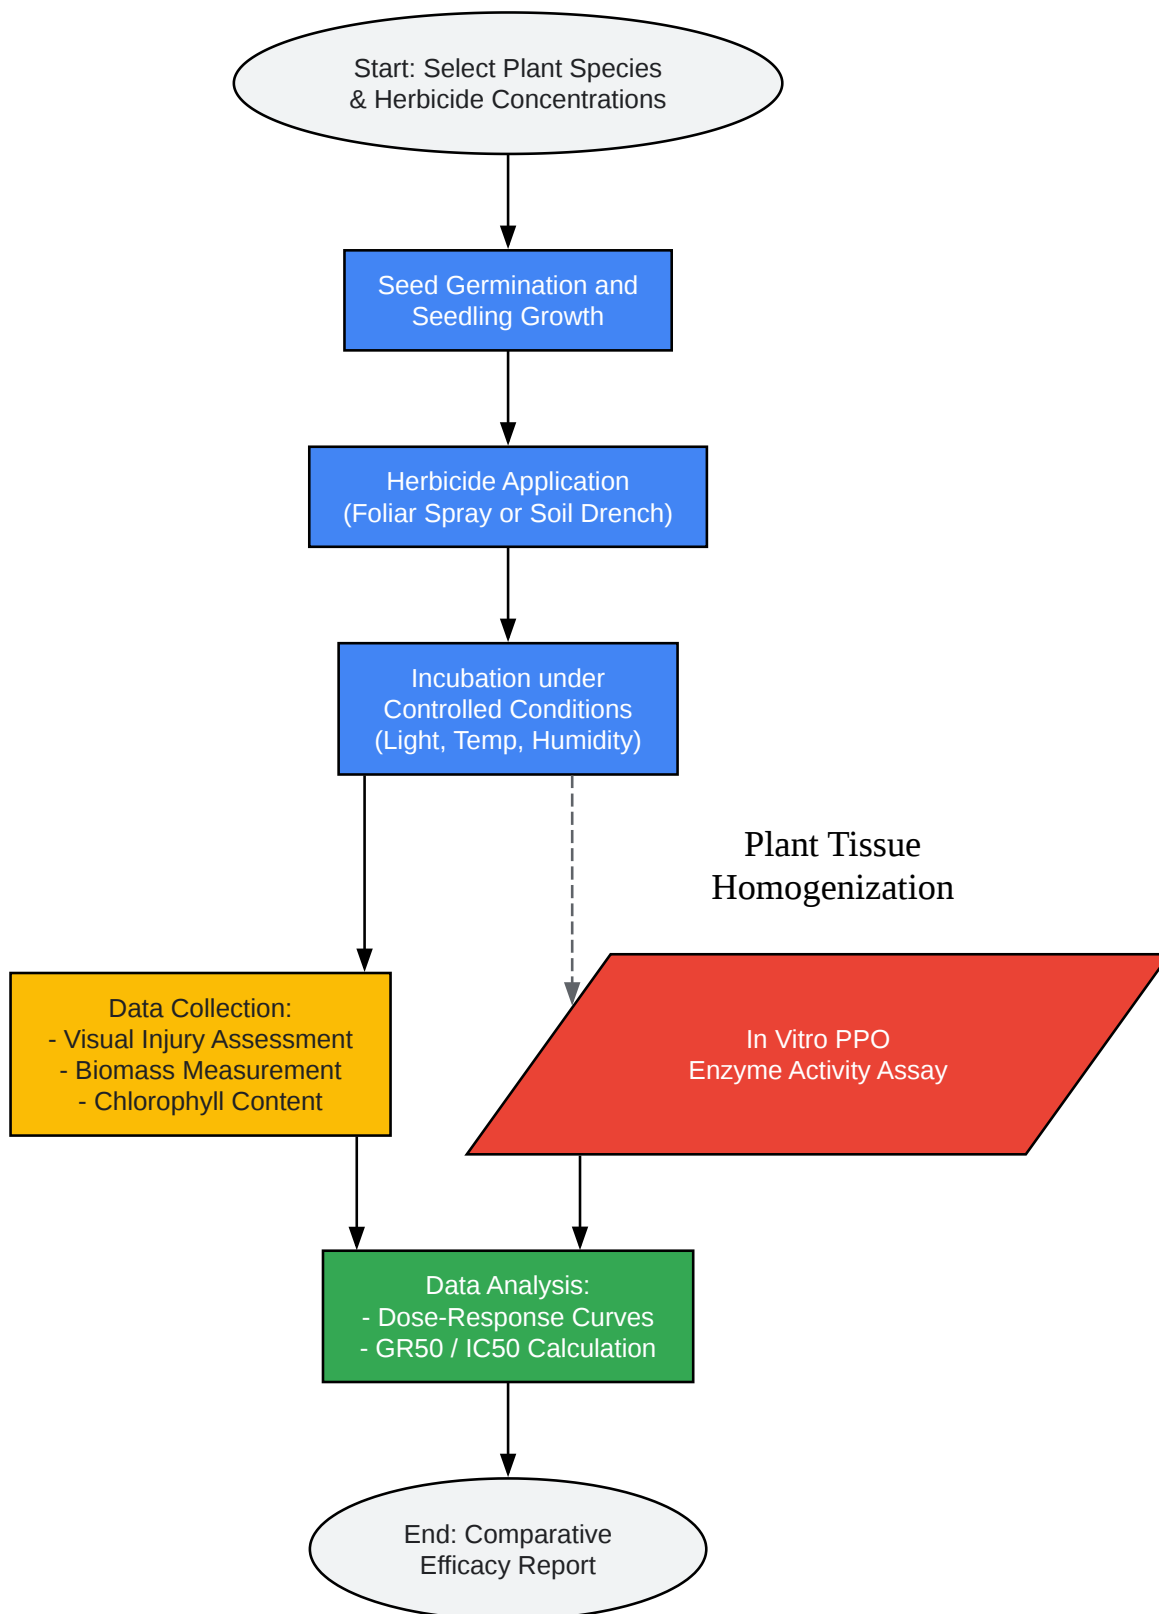 Start: Select Plant Species
& Herbicide Concentrations
Seed Germination and
Seedling Growth
Herbicide Application
(Foliar Spray or Soil Drench)
Incubation under
Controlled Conditions
(Light, Temp, Humidity)
Plant Tissue
Homogenization
Data Collection:
- Visual Injury Assessment
- Biomass Measurement
- Chlorophyll Content
In Vitro PPO
Enzyme Activity Assay
Data Analysis:
- Dose-Response Curves
- GR50 / IC50 Calculation
End: Comparative
Efficacy Report